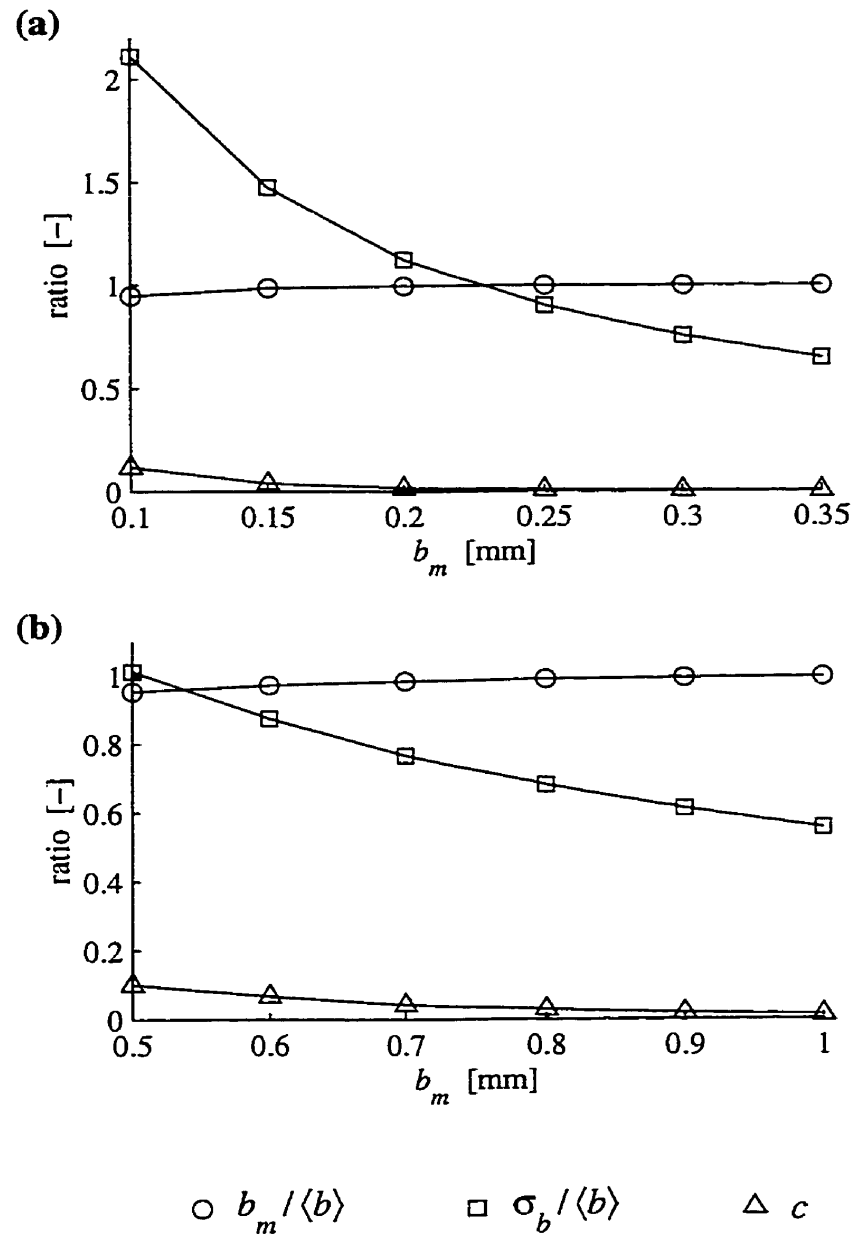 (a)
2
1.5
1
0.5
0
ratio [−]
0.1 0.15 0.2 0.25 0.3 0.35
b_m [mm]
(b)
1
0.8
0.6
0.4
0.2
0
ratio [−]
0.5 0.6 0.7 0.8 0.9 1
b_m [mm]
b_m / ⟨b⟩ σ_b / ⟨b⟩ c